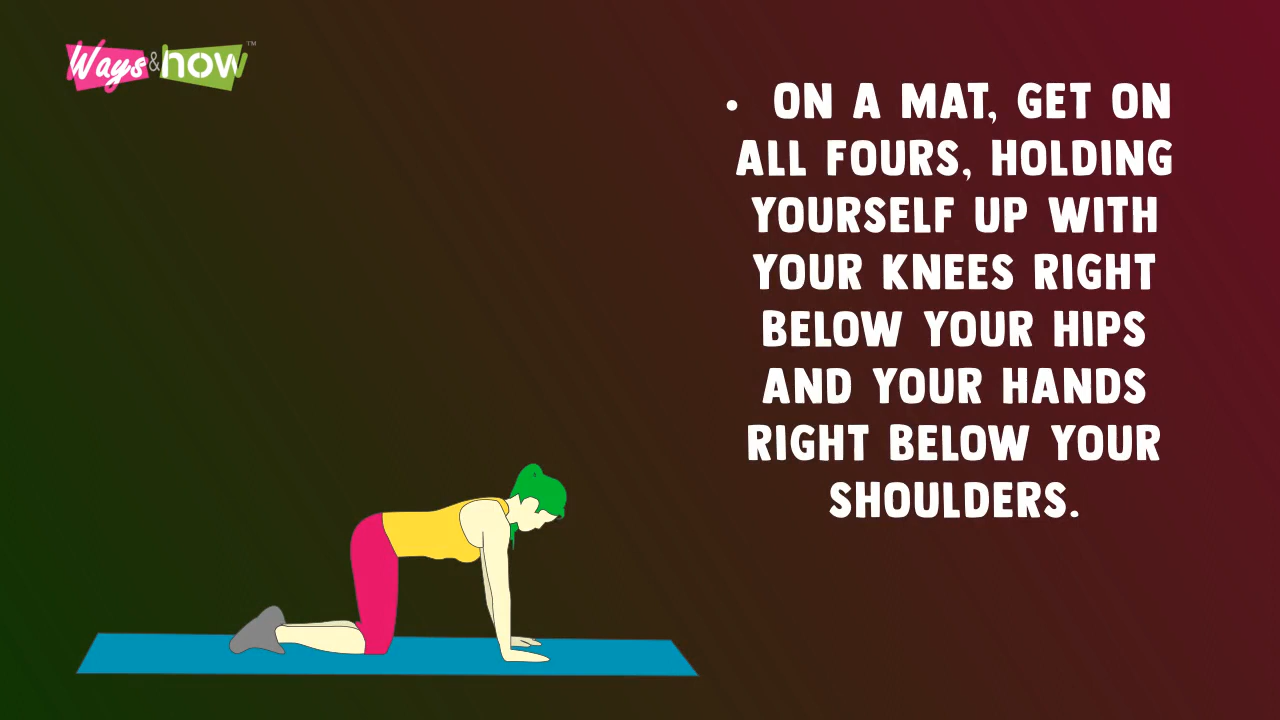 Ways & how ™
• ON A MAT, GET ON
ALL FOURS, HOLDING
YOURSELF UP WITH
YOUR KNEES RIGHT
BELOW YOUR HIPS
AND YOUR HANDS
RIGHT BELOW YOUR
SHOULDERS.